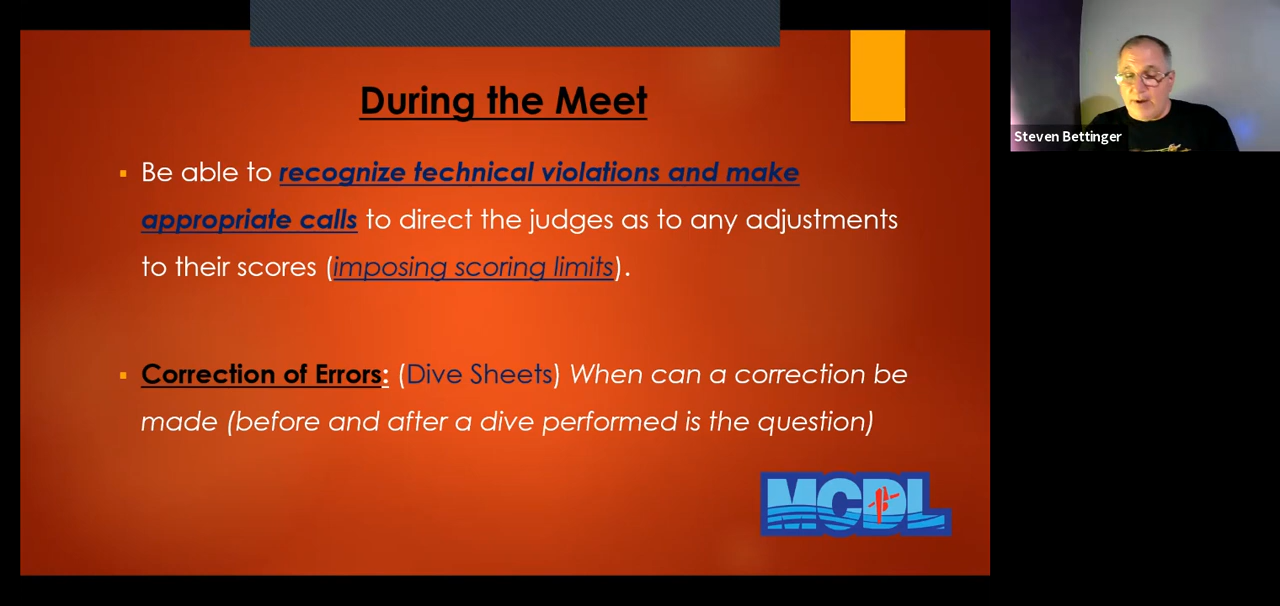 During the Meet
Be able to recognize technical violations and make
appropriate calls to direct the judges as to any adjustments
to their scores (imposing scoring limits).
Correction of Errors: (Dive Sheets) When can a correction be
made (before and after a dive performed is the question)
MCDL
Steven Bettinger